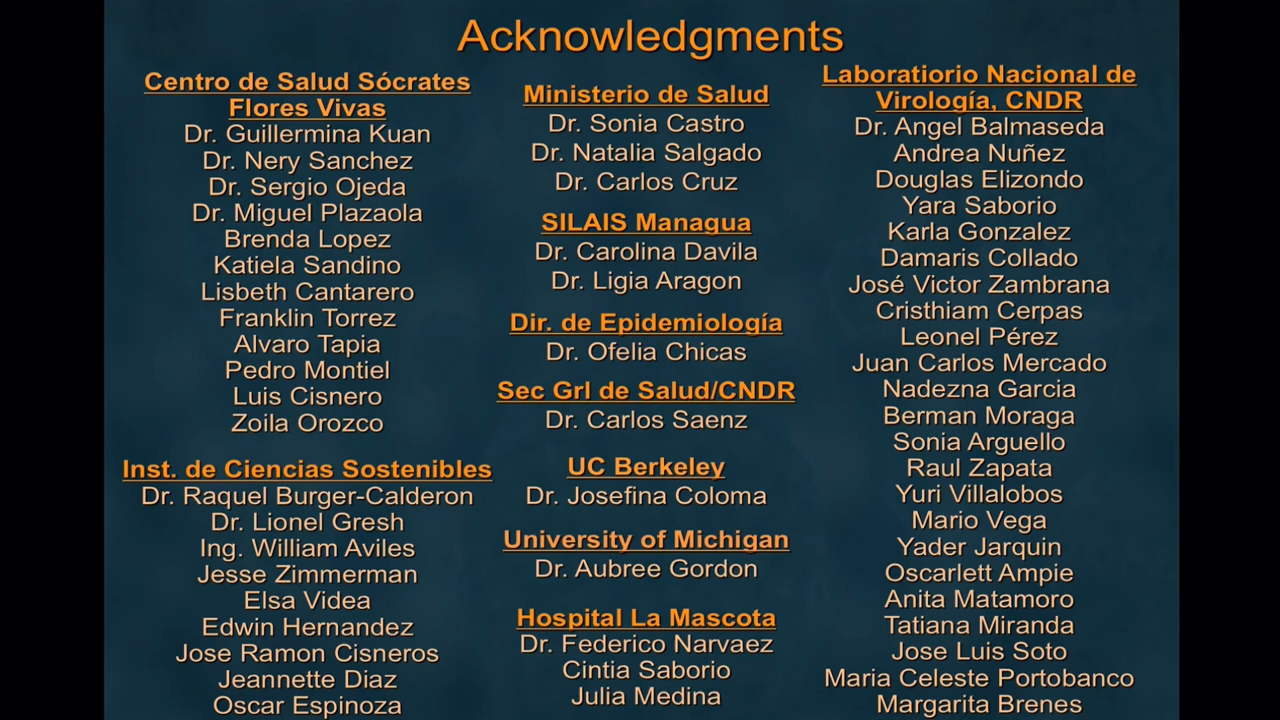 Acknowledgments
Centro de Salud Sócrates
Flores Vivas
Dr. Guillermina Kuan
Dr. Nery Sanchez
Dr. Sergio Ojeda
Dr. Miguel Plazaola
Brenda Lopez
Katiela Sandino
Lisbeth Cantarero
Franklin Torrez
Alvaro Tapia
Pedro Montiel
Luis Cisnero
Zoila Orozco
Inst. de Ciencias Sostenibles
Dr. Raquel Burger-Calderon
Dr. Lionel Gresh
Ing. William Aviles
Jesse Zimmerman
Elsa Videa
Edwin Hernandez
Jose Ramon Cisneros
Jeannette Diaz
Oscar Espinoza
Ministerio de Salud
Dr. Sonia Castro
Dr. Natalia Salgado
Dr. Carlos Cruz
SILAIS Managua
Dr. Carolina Davila
Dr. Ligia Aragon
Dir. de Epidemiología
Dr. Ofelia Chicas
Sec Grl de Salud/CNDR
Dr. Carlos Saenz
UC Berkeley
Dr. Josefina Coloma
University of Michigan
Dr. Aubree Gordon
Hospital La Mascota
Dr. Federico Narvaez
Cintia Saborio
Julia Medina
Laboratiorio Nacional de
Virología, CNDR
Dr. Angel Balmaseda
Andrea Nuñez
Douglas Elizondo
Yara Saborio
Karla Gonzalez
Damaris Collado
José Victor Zambrana
Cristhiam Cerpas
Leonel Pérez
Juan Carlos Mercado
Nadezna Garcia
Berman Moraga
Sonia Arguello
Raul Zapata
Yuri Villalobos
Mario Vega
Yader Jarquin
Oscarlett Ampie
Anita Matamoro
Tatiana Miranda
Jose Luis Soto
Maria Celeste Portobanco
Margarita Brenes